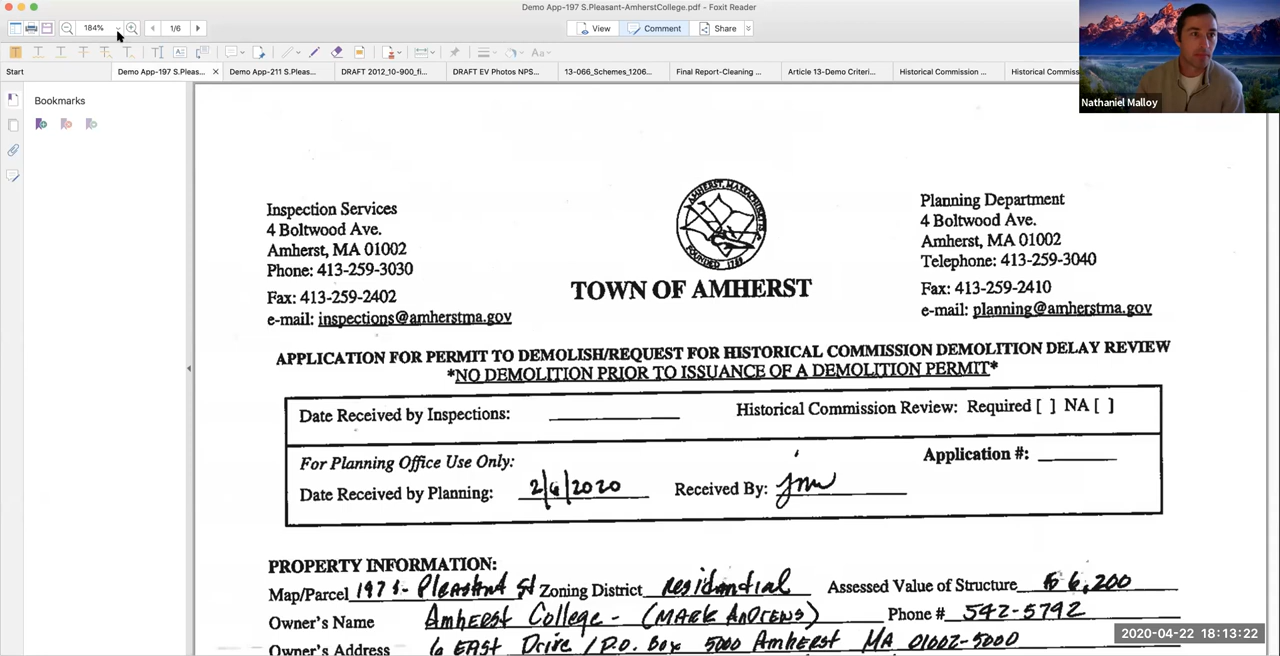 Demo App-197 S.Pleasant-AmherstCollege.pdf - Foxit Reader
184%
1/6
View
Comment
Share
Start
Demo App-197 S.Pleas... ×
Demo App-211 S.Pleas...
DRAFT 2012_10-900_fi...
DRAFT EV Photos NPS...
13-066_Schemes_1206...
Final Report-Cleaning ...
Article 13-Demo Criteri...
Historical Commission ...
Historical Commis
Nathaniel Malloy
Bookmarks
Inspection Services
4 Boltwood Ave.
Amherst, MA 01002
Phone: 413-259-3030
Fax: 413-259-2402
e-mail: inspections@amherstma.gov
AMHERST, MASSACHUSETTS
FOUNDED 1759
TOWN OF AMHERST
Planning Department
4 Boltwood Ave.
Amherst, MA 01002
Telephone: 413-259-3040
Fax: 413-259-2410
e-mail: planning@amherstma.gov
APPLICATION FOR PERMIT TO DEMOLISH/REQUEST FOR HISTORICAL COMMISSION DEMOLITION DELAY REVIEW
*NO DEMOLITION PRIOR TO ISSUANCE OF A DEMOLITION PERMIT*
Date Received by Inspections: Historical Commission Review: Required [ ] NA [ ]
For Planning Office Use Only: Application #:
Date Received by Planning: 2/6/2020 Received By:
PROPERTY INFORMATION:
Map/Parcel 197 S. Pleasant St Zoning District residential Assessed Value of Structure $6,200
Owner's Name Amherst College - (MARK ANDREWS) Phone # 542-5792
Owner's Address 6 EAST Drive / P.O. Box 5000 Amherst MA 01002-5000
2020-04-22 18:13:22